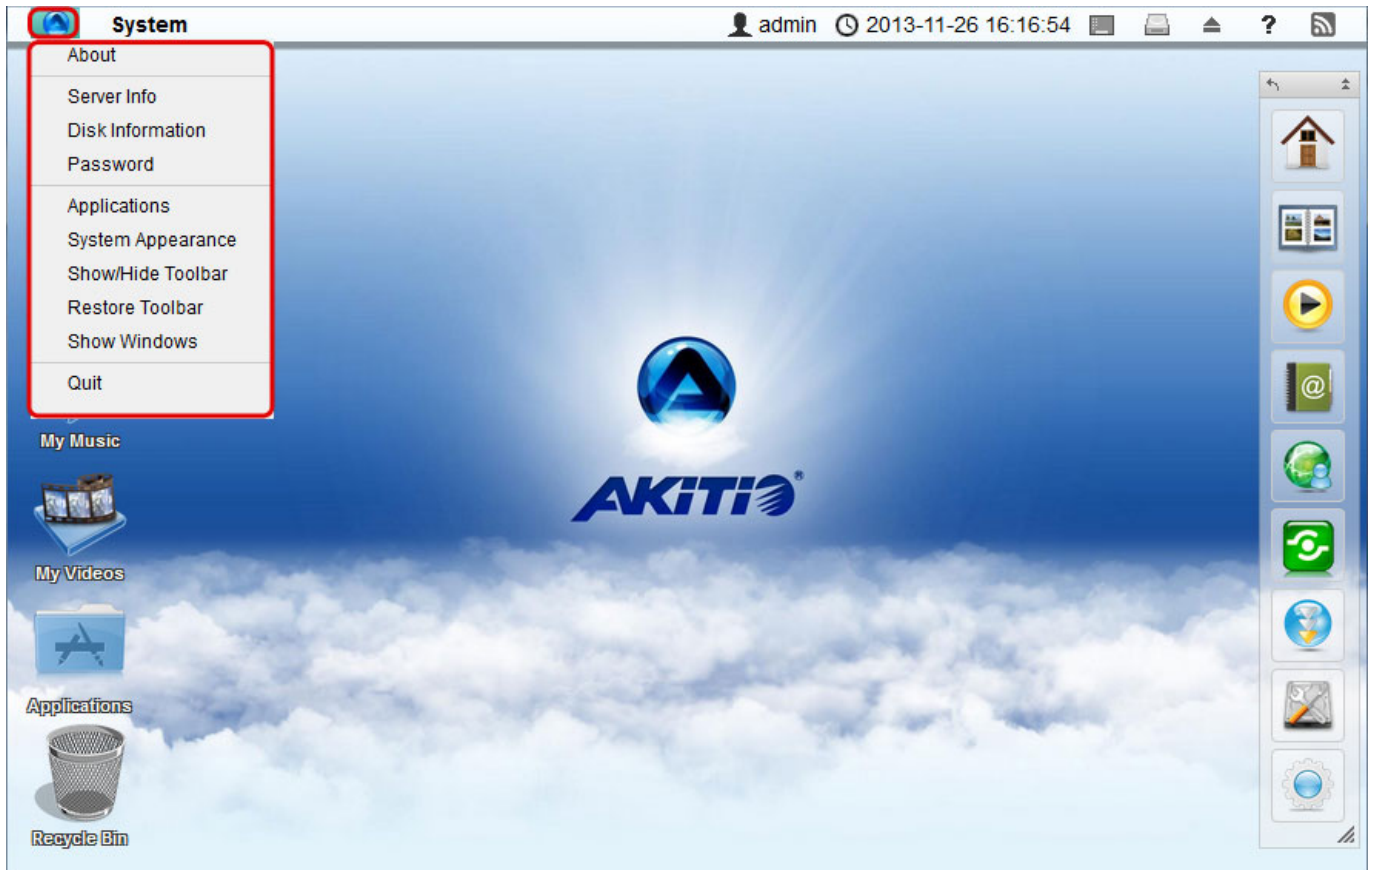 System
admin 2013-11-26 16:16:54 ?
About
Server Info
Disk Information
Password
Applications
System Appearance
Show/Hide Toolbar
Restore Toolbar
Show Windows
Quit
My Music
My Videos
Applications
Recycle Bin
AKiTiO®
@